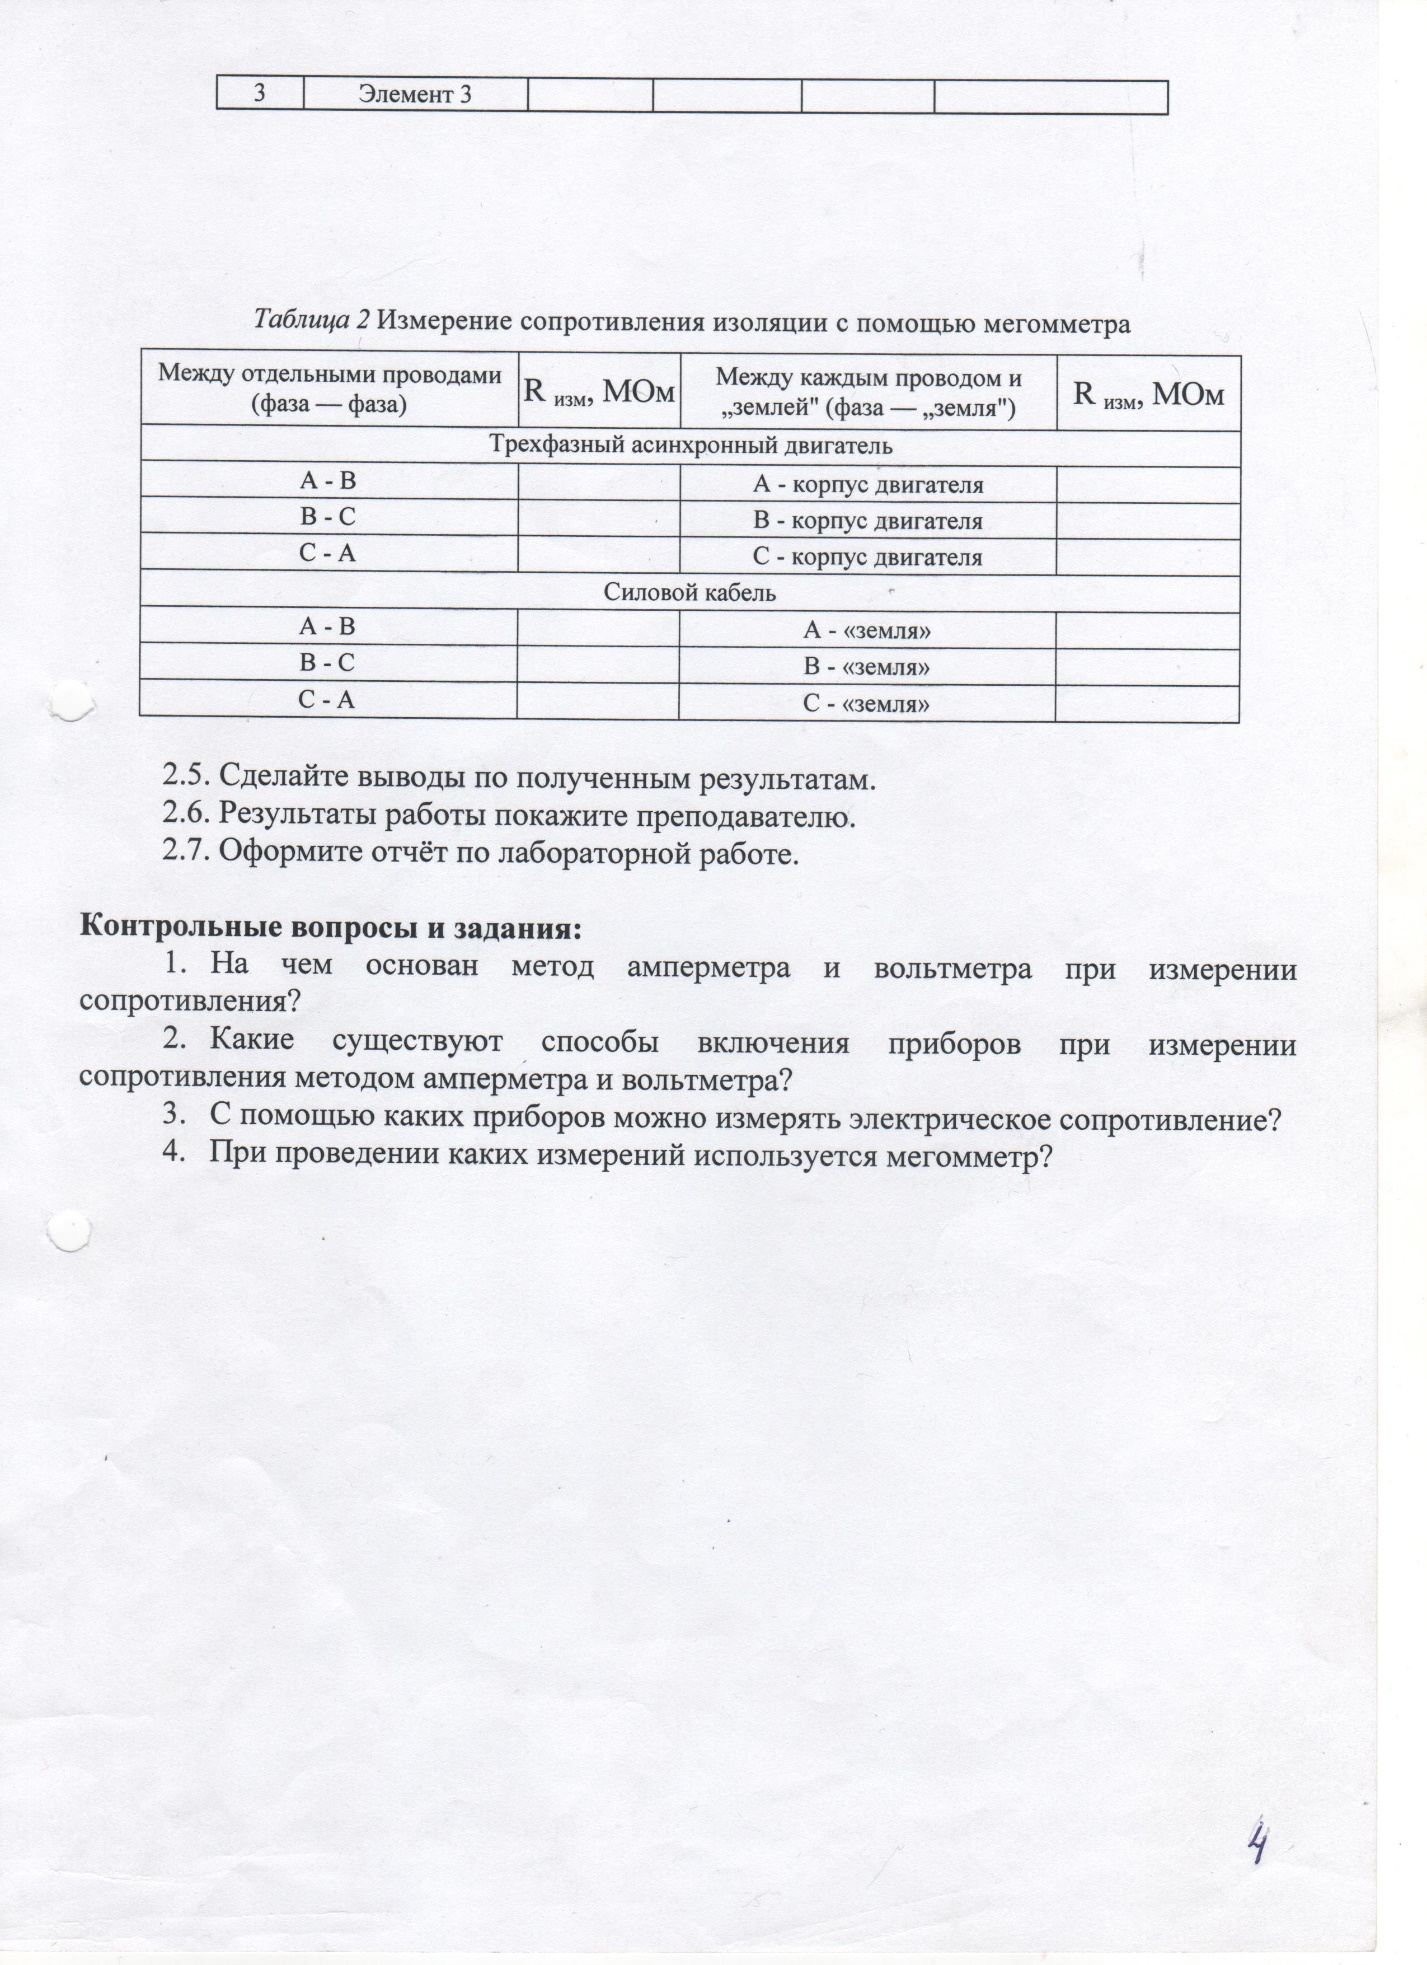 3 Элемент 3
Таблица 2 Измерение сопротивления изоляции с помощью мегомметра
Между отдельными проводами (фаза — фаза) R изм, МОм Между каждым проводом и „землей" (фаза — „земля") R изм, МОм
Трехфазный асинхронный двигатель
А - В А - корпус двигателя
В - С В - корпус двигателя
С - А С - корпус двигателя
Силовой кабель
А - В А - «земля»
В - С В - «земля»
С - А С - «земля»
2.5. Сделайте выводы по полученным результатам.
2.6. Результаты работы покажите преподавателю.
2.7. Оформите отчёт по лабораторной работе.
Контрольные вопросы и задания:
1. На чем основан метод амперметра и вольтметра при измерении
сопротивления?
2. Какие существуют способы включения приборов при измерении
сопротивления методом амперметра и вольтметра?
3. С помощью каких приборов можно измерять электрическое сопротивление?
4. При проведении каких измерений используется мегомметр?
4